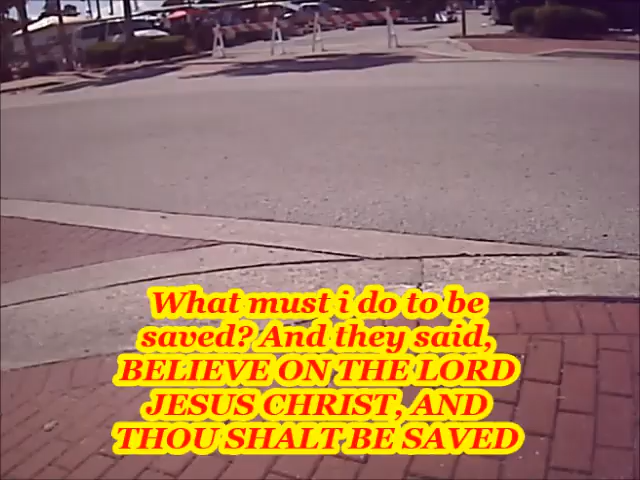 What must i do to be
saved? And they said,
BELIEVE ON THE LORD
JESUS CHRIST, AND
THOU SHALT BE SAVED